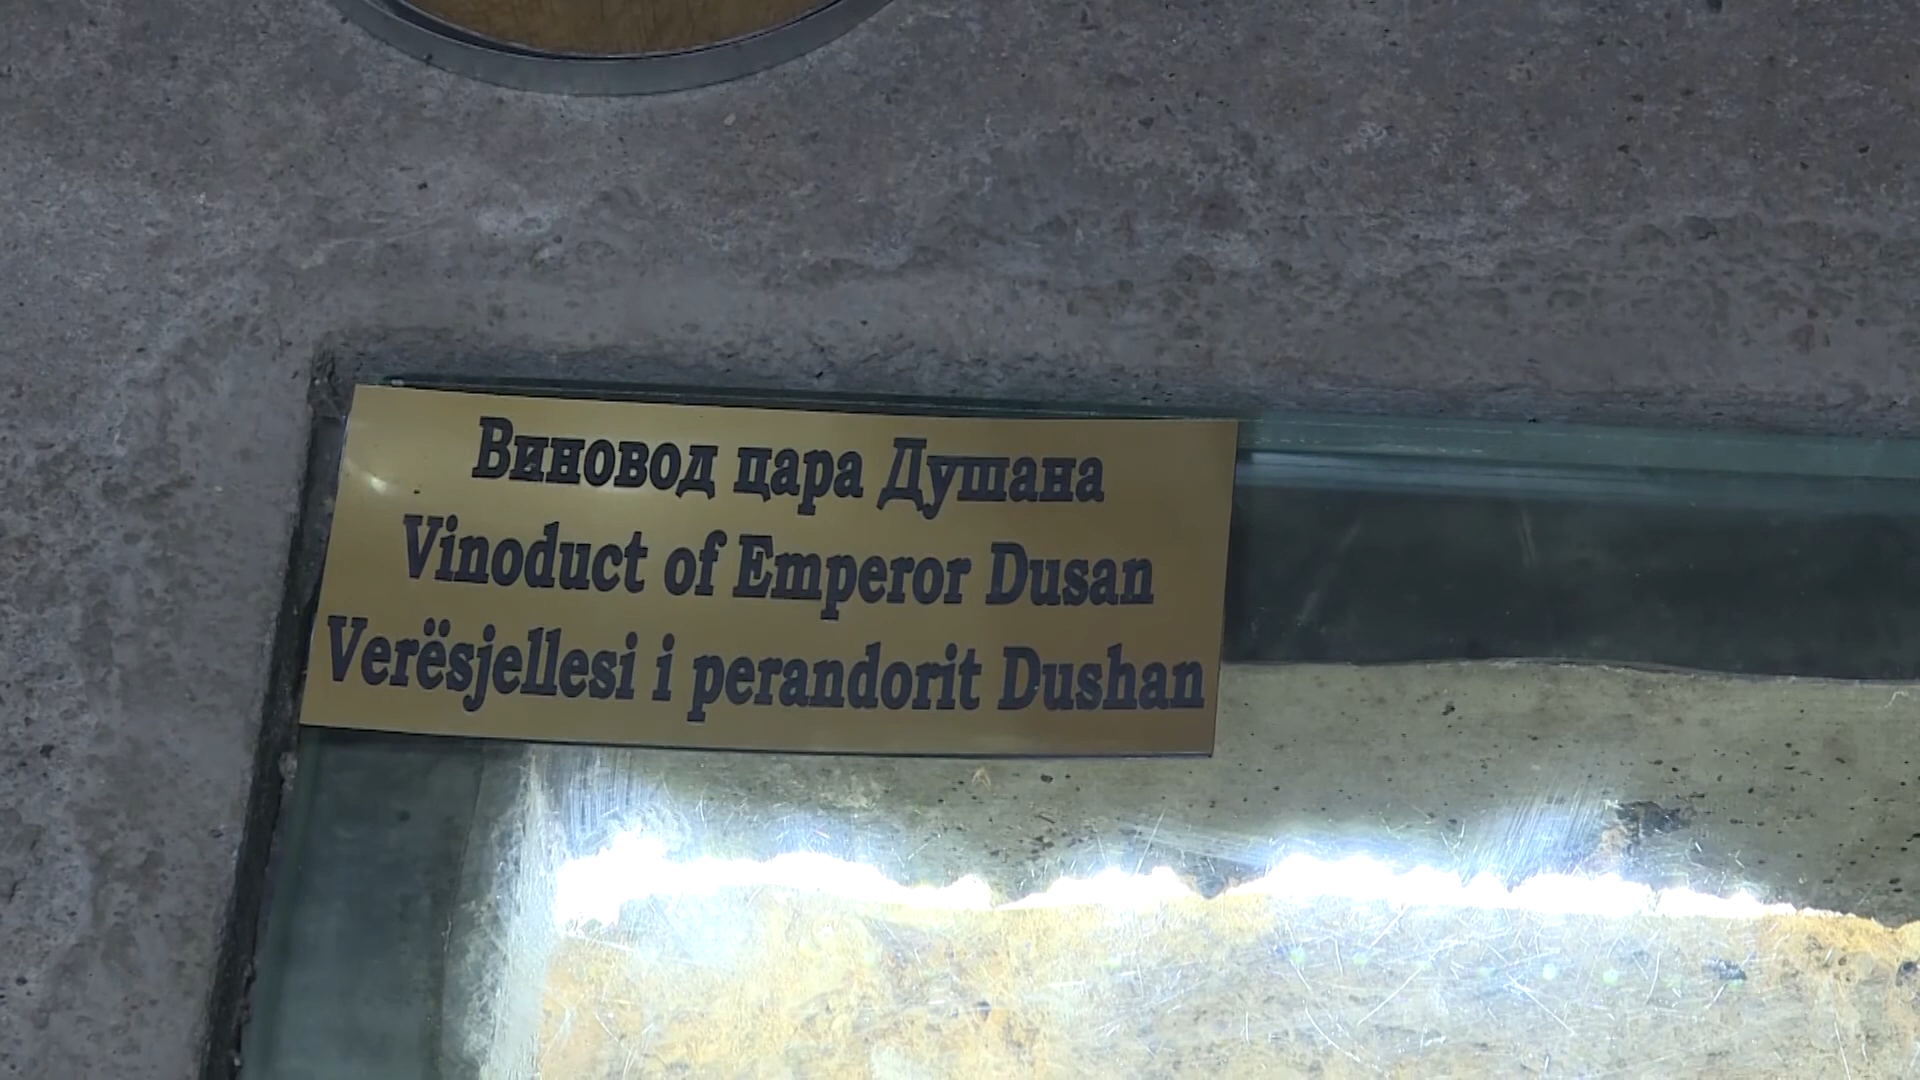 Виновод цара Душана
Vinoduct of Emperor Dusan
Verësjellesi i perandorit Dushan